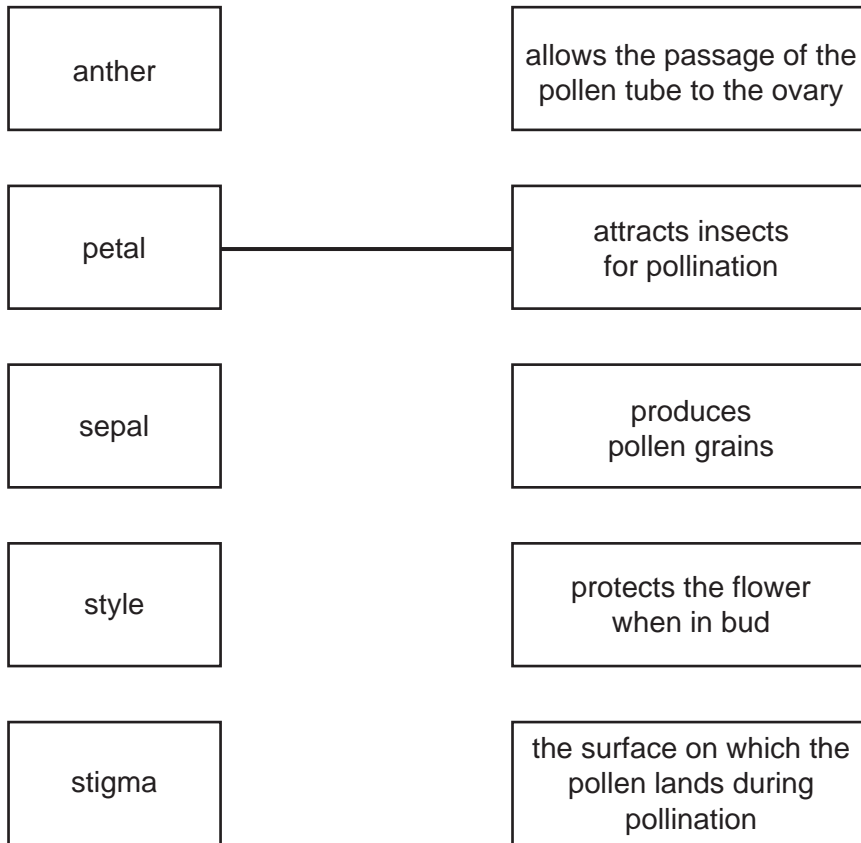 anther
allows the passage of the
pollen tube to the ovary
petal
attracts insects
for pollination
sepal
produces
pollen grains
style
protects the flower
when in bud
stigma
the surface on which the
pollen lands during
pollination